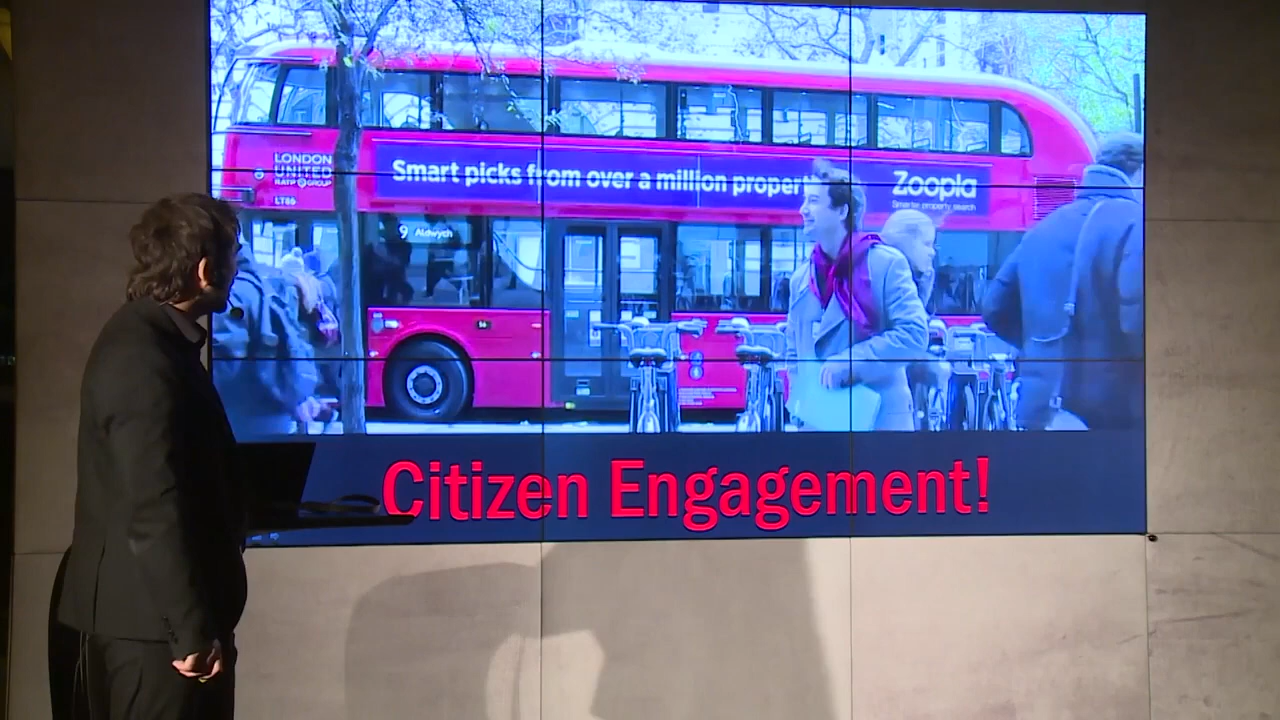 LONDON
UNITED
RATP GROUP
LT86
Smart picks from over a million propert
Zoopla
Smarter property search
9 Aldwych
Citizen Engagement!